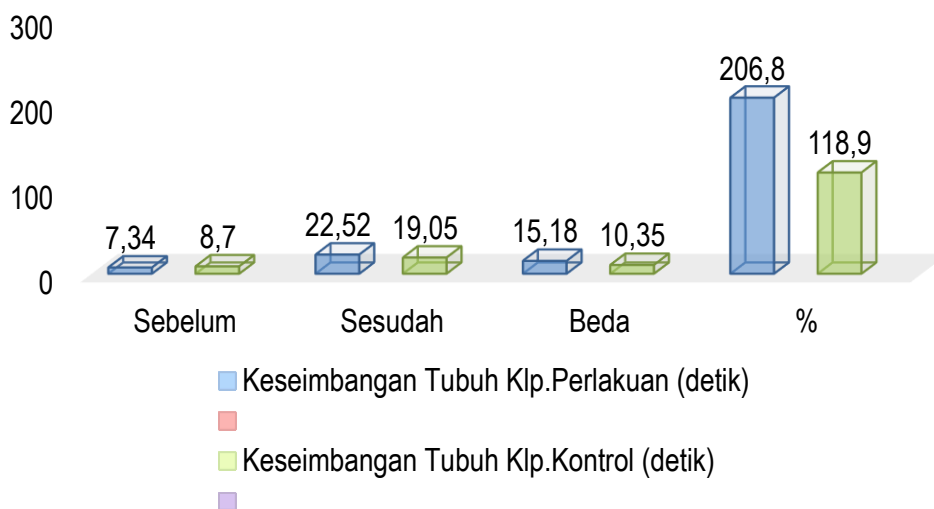 300
200
100
0
206,8
118,9
7,34
8,7
22,52
19,05
15,18
10,35
Sebelum
Sesudah
Beda
%
Keseimbangan Tubuh Klp.Perlakuan (detik)
Keseimbangan Tubuh Klp.Kontrol (detik)